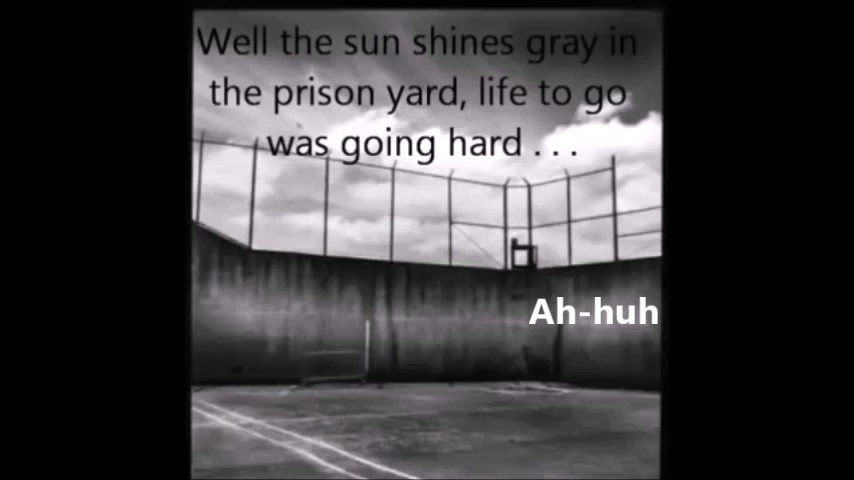 Well the sun shines gray in
the prison yard, life to go
was going hard . . .
Ah-huh